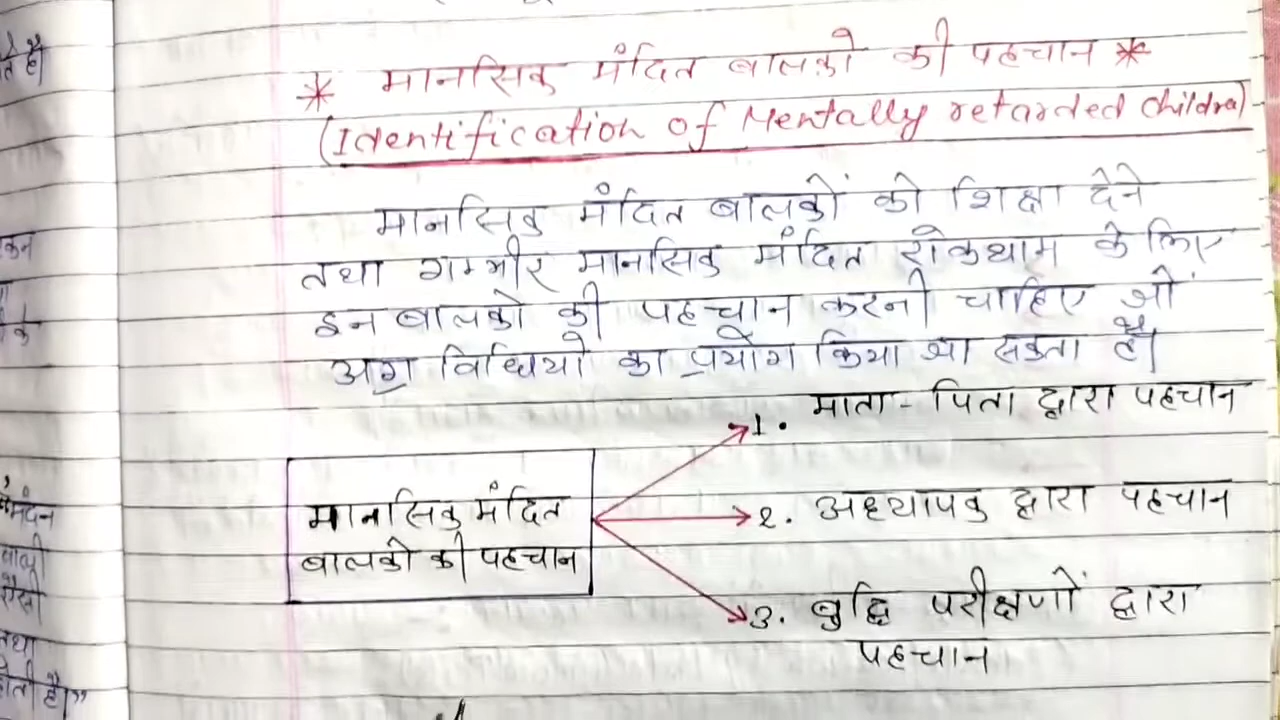 * मानसिक मंदित बालको की पहचान *
(Identification of Mentally retarded Children)
मानसिक मंदित बालकों को शिक्षा देने
तथा गम्भीर मानसिक मंदित रोकथाम के लिए
इन बालको की पहचान करनी चाहिए जो
अग्र विधियो का प्रयोग किया जा सकता है।
1. माता-पिता द्वारा पहचान
मानसिक मंदित
बालको की पहचान
2. अध्यापक द्वारा पहचान
3. बुद्धि परीक्षणों द्वारा
पहचान
तथा